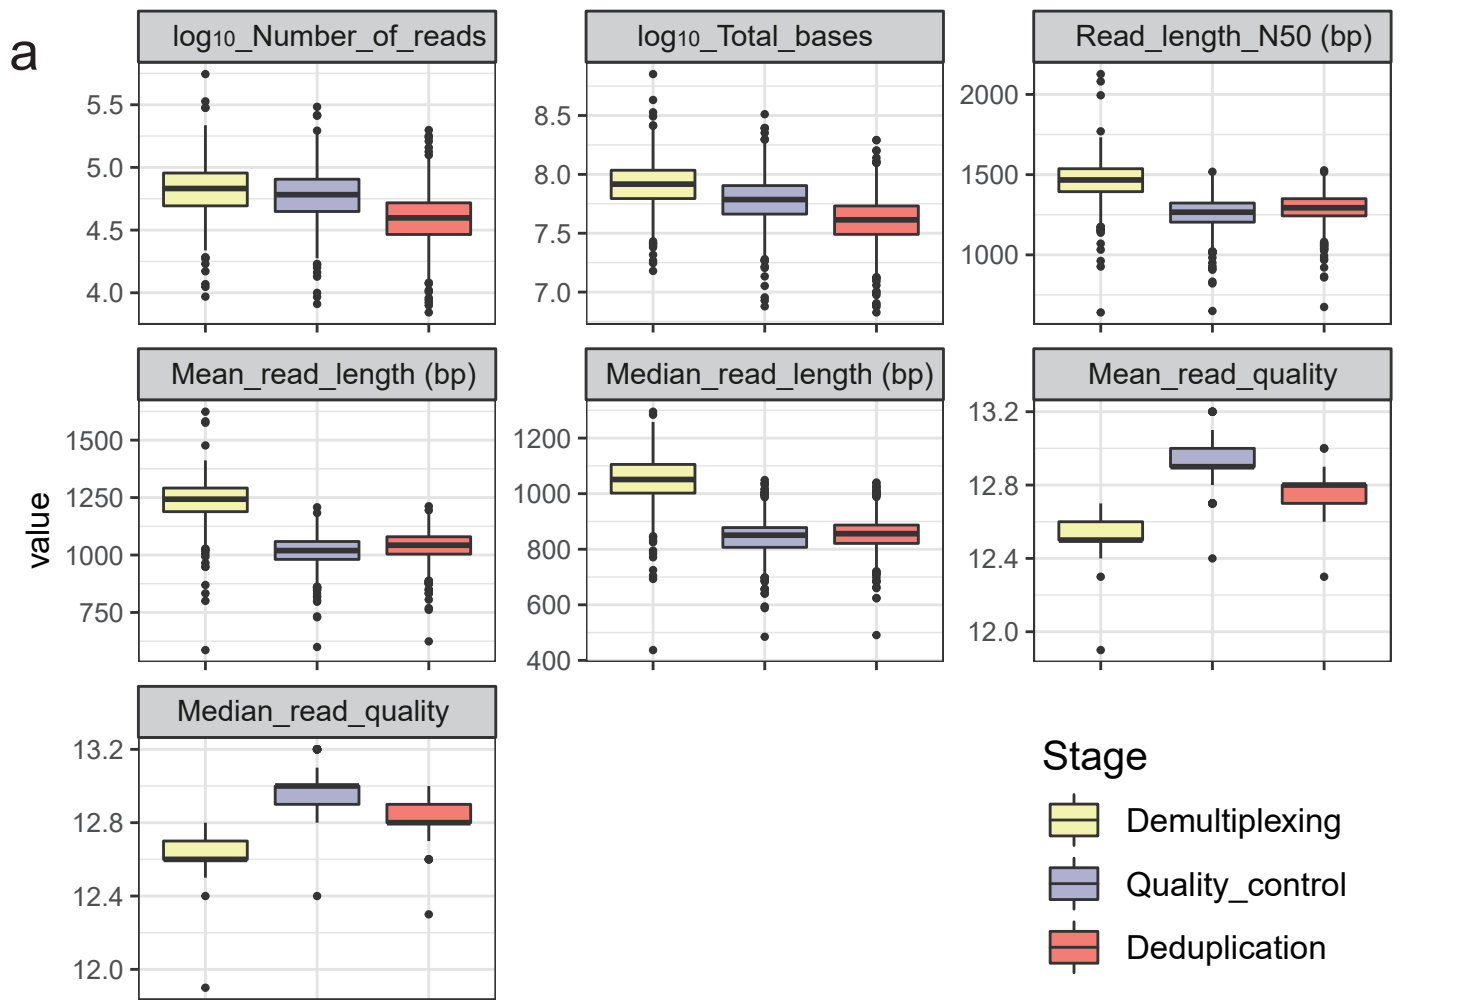 a
log10_Number_of_reads
log10_Total_bases
Read_length_N50 (bp)
5.5
5.0
4.5
4.0
8.5
8.0
7.5
7.0
2000
1500
1000
Mean_read_length (bp)
Median_read_length (bp)
Mean_read_quality
value
1500
1250
1000
750
1200
1000
800
600
400
13.2
12.8
12.4
12.0
Median_read_quality
13.2
12.8
12.4
12.0
Stage
Demultiplexing
Quality_control
Deduplication